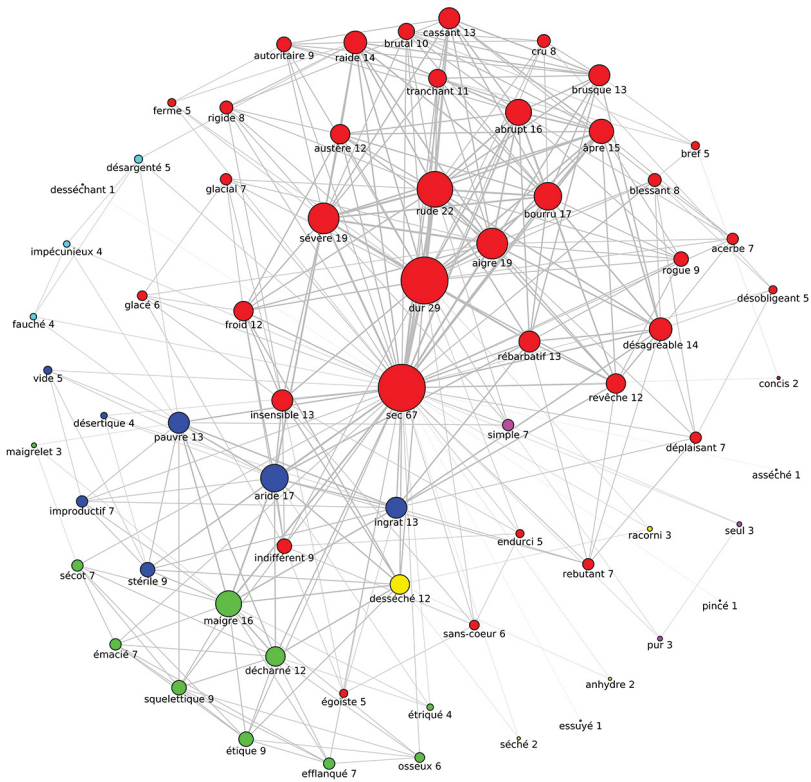 cassant 13
brutal 10
autoritaire 9
raide 14
cru 8
tranchant 11
brusque 13
ferme 5
rigide 8
abrupt 16
austère 12
âpre 15
bref 5
désargenté 5
desséchant 1
glacial 7
blessant 8
rude 22
bourru 17
sévère 19
impécunieux 4
acerbe 7
aigre 19
rogue 9
glacé 6
dur 29
désobligeant 5
fauché 4
froid 12
désagréable 14
rébarbatif 13
vide 5
concis 2
revêche 12
insensible 13
sec 67
désertique 4
pauvre 13
simple 7
maigrelet 3
déplaisant 7
asséché 1
aride 17
improductif 7
ingrat 13
seul 3
racorni 3
endurci 5
indifférent 9
sécot 7
stérile 9
rebutant 7
desséché 12
pincé 1
maigre 16
sans-coeur 6
pur 3
émacié 7
décharné 12
anhydre 2
squelettique 9
égoïste 5
étriqué 4
essuyé 1
séché 2
étique 9
osseux 6
efflanqué 7